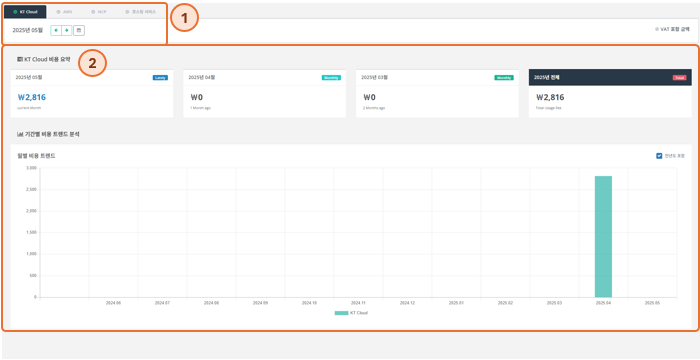 KT Cloud AWS NCP 청소형 서비스
1
2025년 05월
※ VAT 포함 금액
KT Cloud 비용 요약
2
2025년 05월 Lately
₩2,816
current Month
2025년 04월 Monthly
₩0
1 Month ago
2025년 03월 Monthly
₩0
2 Months ago
2025년 전체 Total
₩2,816
Total Usage Fee
기간별 비용 트렌드 분석
월별 비용 트렌드
전년도 포함
3,000
2,500
2,000
1,500
1,000
500
0
2024.06 2024.07 2024.08 2024.09 2024.10 2024.11 2024.12 2025.01 2025.02 2025.03 2025.04 2025.05
KT Cloud